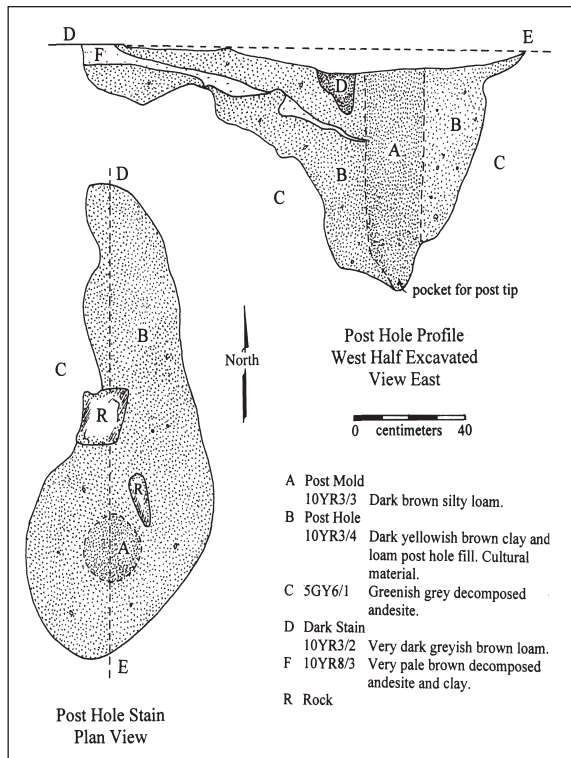 D
E
F
D
B
A
B
C
C
pocket for post tip
D
B
C
R
R
A
E
North
Post Hole Profile
West Half Excavated
View East
0 centimeters 40
A Post Mold
10YR3/3 Dark brown silty loam.
B Post Hole
10YR3/4 Dark yellowish brown clay and
loam post hole fill. Cultural
material.
C 5GY6/1 Greenish grey decomposed
andesite.
D Dark Stain
10YR3/2 Very dark greyish brown loam.
F 10YR8/3 Very pale brown decomposed
andesite and clay.
R Rock
Post Hole Stain
Plan View